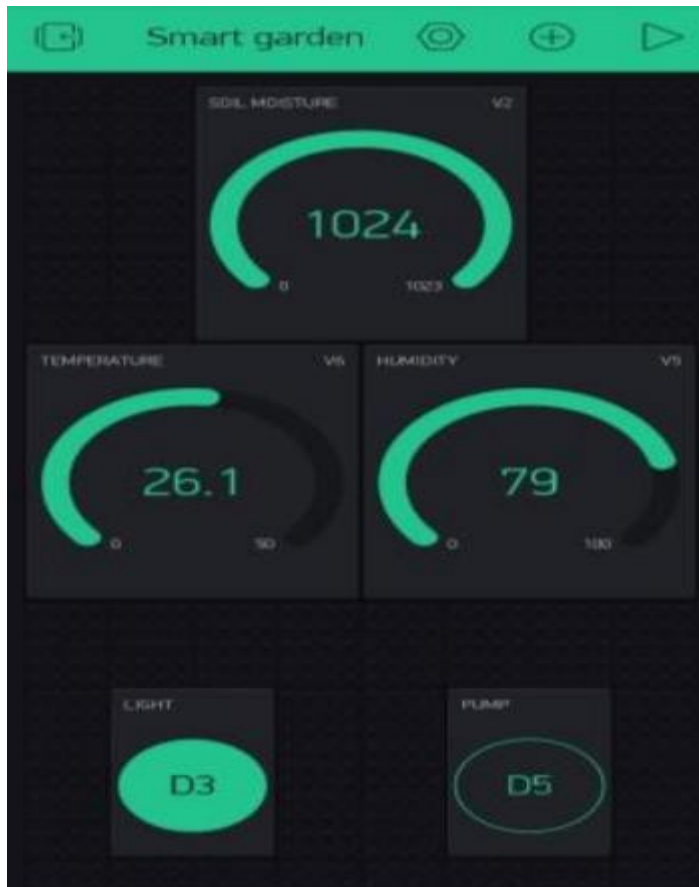 Smart garden
SOIL MOISTURE V2
1024
0 1023
TEMPERATURE V6 HUMIDITY V5
26.1 79
0 50 0 100
LIGHT PUMP
D3 D5